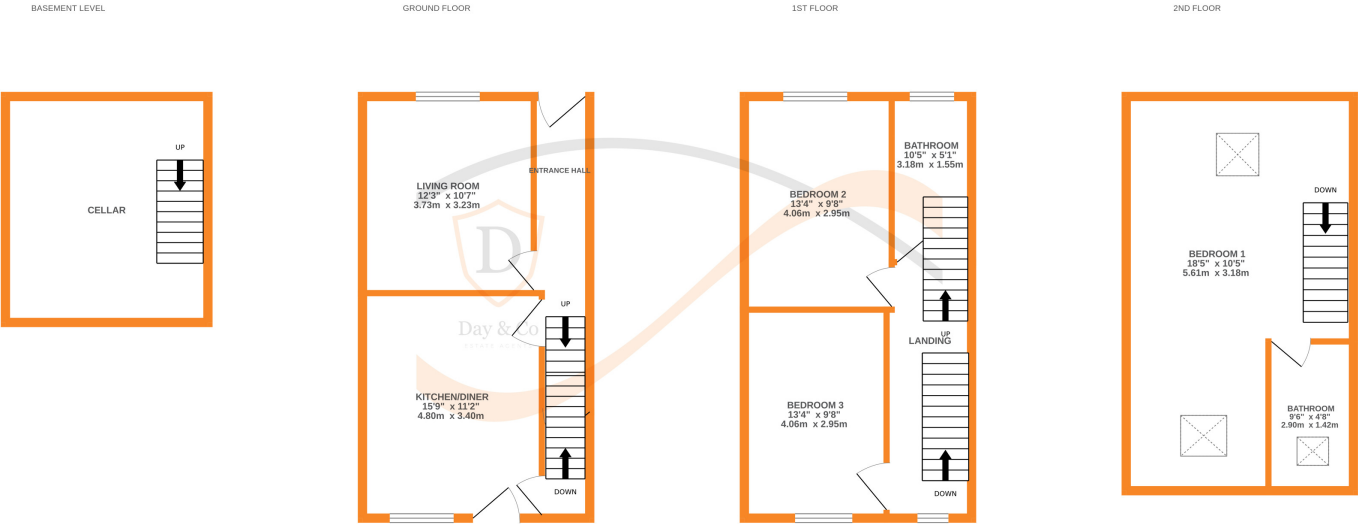 BASEMENT LEVEL
GROUND FLOOR
1ST FLOOR
2ND FLOOR
UP
CELLAR
ENTRANCE HALL
LIVING ROOM
12'3" x 10'7"
3.73m x 3.23m
D
UP
Day & Co
ESTATE AGENTS
KITCHEN/DINER
15'9" x 11'2"
4.80m x 3.40m
DOWN
BATHROOM
10'5" x 5'1"
3.18m x 1.55m
BEDROOM 2
13'4" x 9'8"
4.06m x 2.95m
UP
LANDING
BEDROOM 3
13'4" x 9'8"
4.06m x 2.95m
DOWN
DOWN
BEDROOM 1
18'5" x 10'5"
5.61m x 3.18m
BATHROOM
9'6" x 4'8"
2.90m x 1.42m